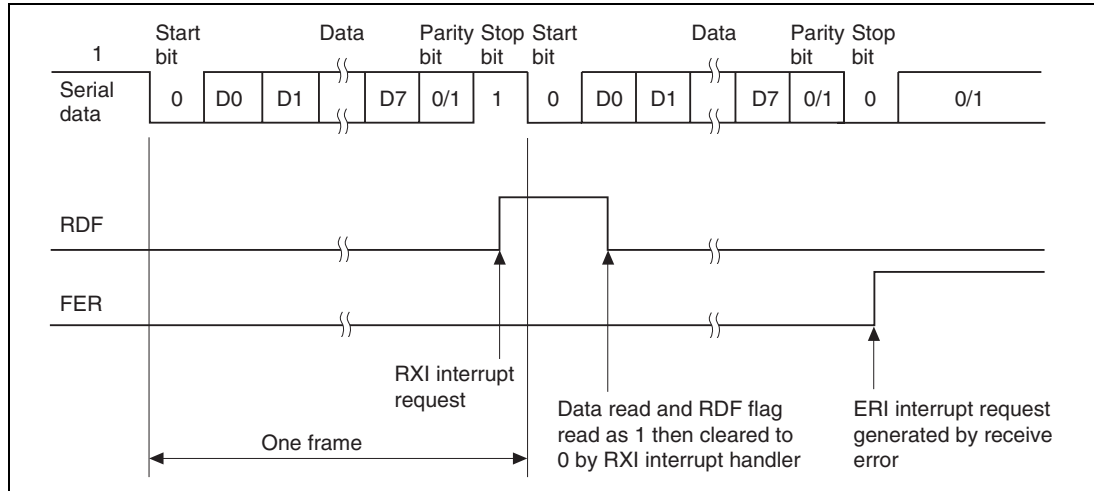 Start bit Data Parity bit Stop bit Start bit Data Parity bit Stop bit
1
Serial data 0 D0 D1 D7 0/1 1 0 D0 D1 D7 0/1 0 0/1
RDF
FER
RXI interrupt
request
Data read and RDF flag
read as 1 then cleared to
0 by RXI interrupt handler
ERI interrupt request
generated by receive
error
One frame